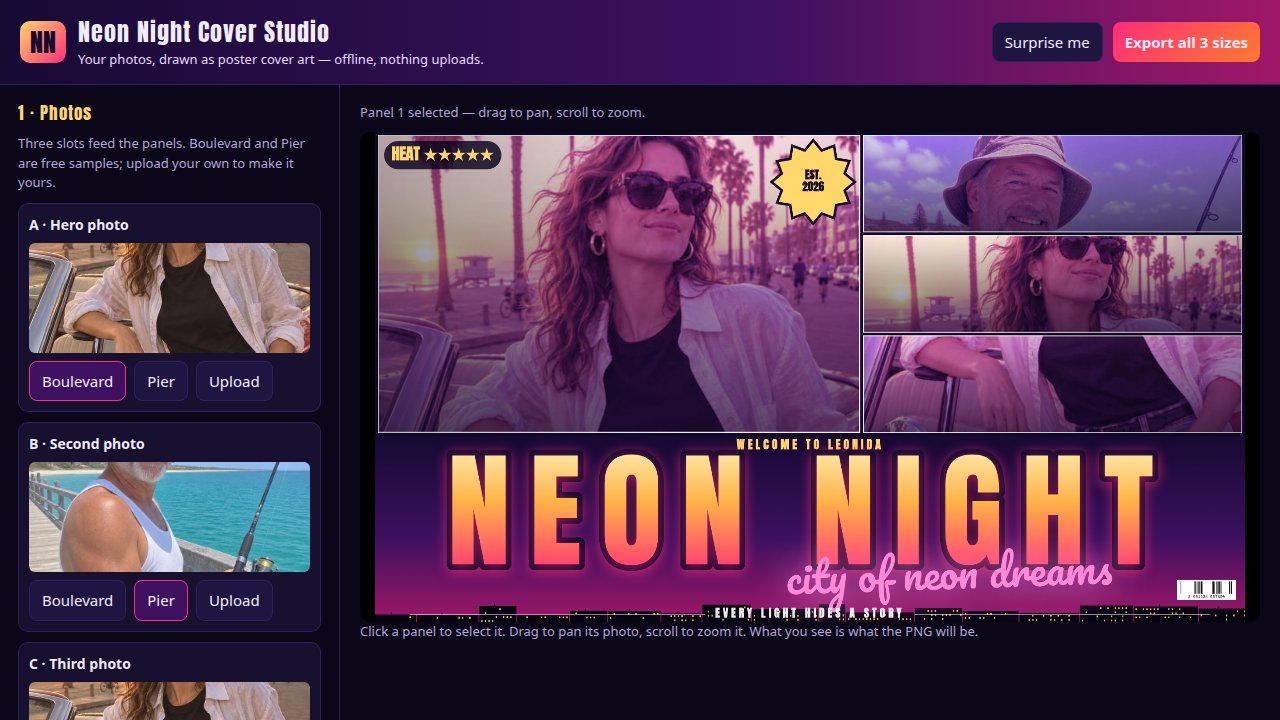 NN
Neon Night Cover Studio
Your photos, drawn as poster cover art — offline, nothing uploads.
Surprise me
Export all 3 sizes
1 · Photos
Three slots feed the panels. Boulevard and Pier
are free samples; upload your own to make it
yours.
A · Hero photo
Boulevard
Pier
Upload
B · Second photo
Boulevard
Pier
Upload
C · Third photo
Panel 1 selected — drag to pan, scroll to zoom.
HEAT ★★★★★
EST.
2026
WELCOME TO LEONIDA
NEON NIGHT
city of neon dreams
EVERY LIGHT HIDES A STORY
Click a panel to select it. Drag to pan its photo, scroll to zoom it. What you see is what the PNG will be.